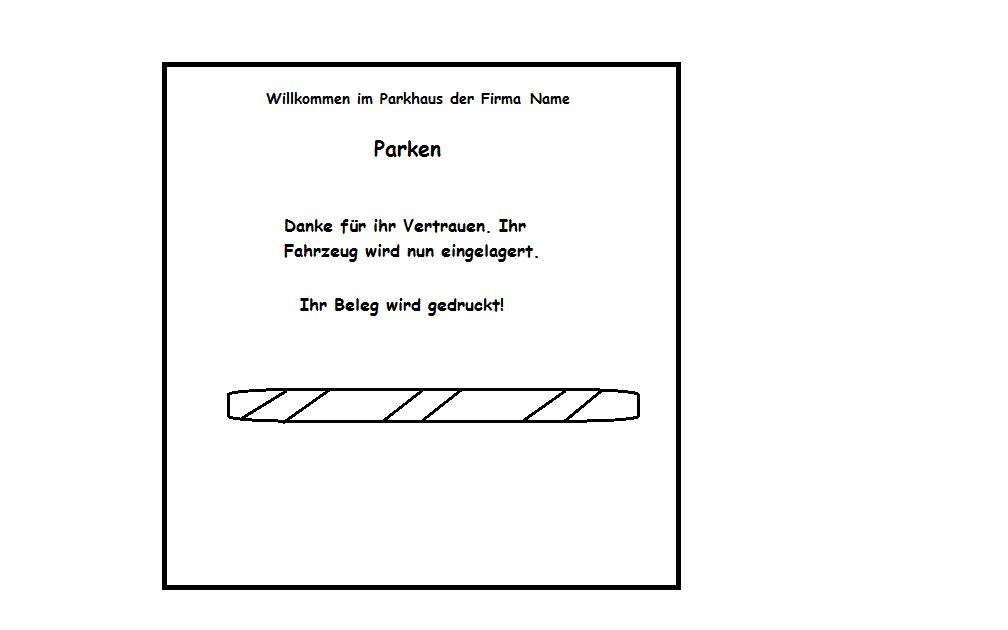 Willkommen im Parkhaus der Firma Name
Parken
Danke für ihr Vertrauen. Ihr
Fahrzeug wird nun eingelagert.
Ihr Beleg wird gedruckt!